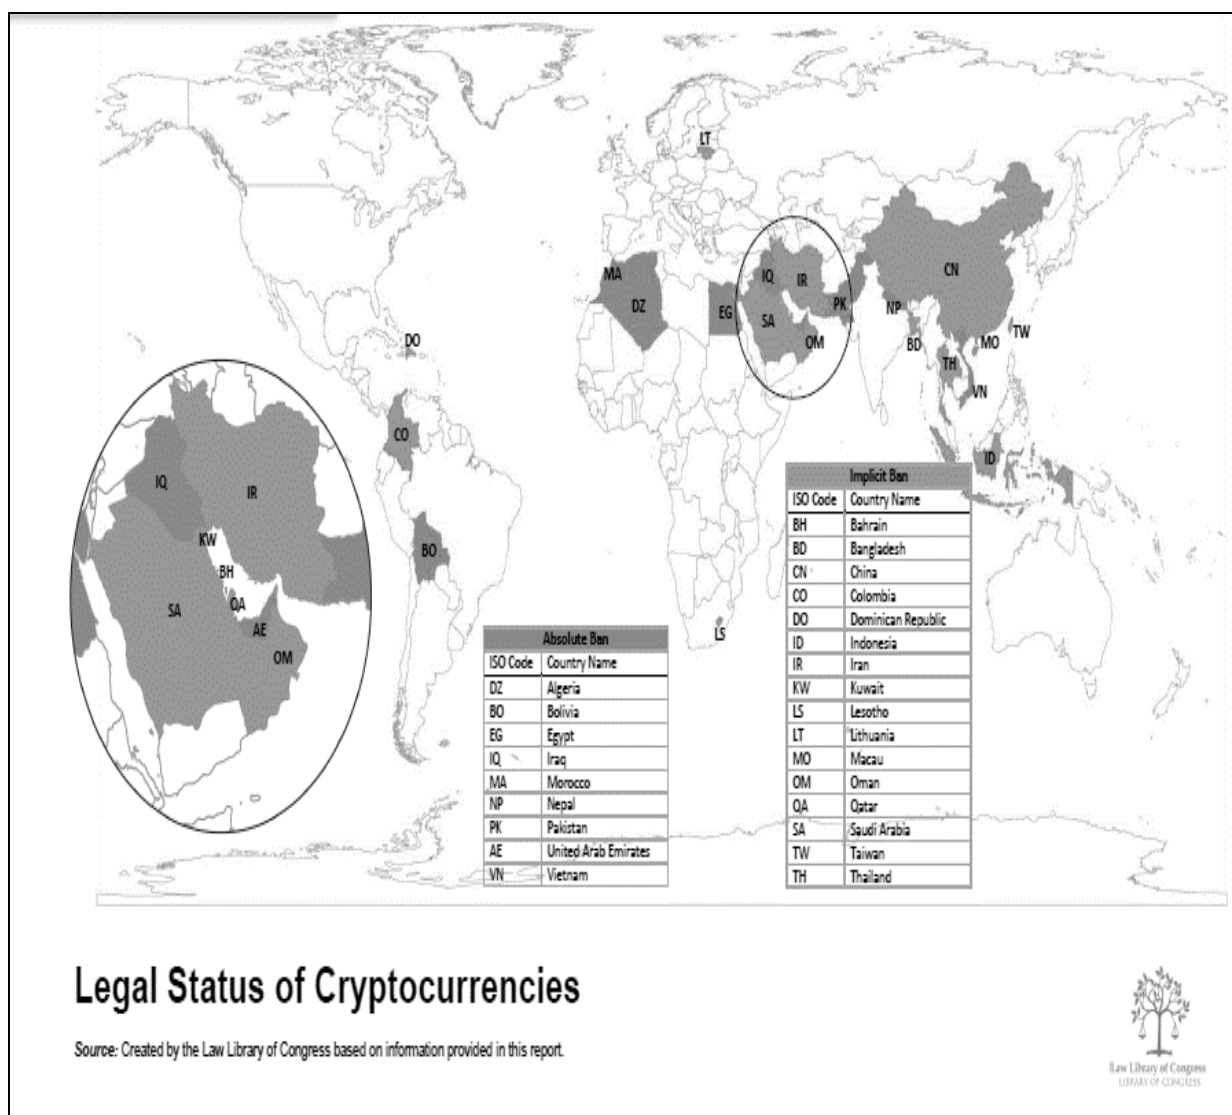 LT
MA
DZ
EG
IQ
IR
SA
PK
OM
CN
NP
BD
MO
TW
TH
VN
ID
DO
CO
BO
LS
IQ
IR
KW
BH
QA
SA
AE
OM
Absolute Ban
ISO Code Country Name
DZ Algeria
BO Bolivia
EG Egypt
IQ Iraq
MA Morocco
NP Nepal
PK Pakistan
AE United Arab Emirates
VN Vietnam
Implicit Ban
ISO Code Country Name
BH Bahrain
BD Bangladesh
CN China
CO Colombia
DO Dominican Republic
ID Indonesia
IR Iran
KW Kuwait
LS Lesotho
LT Lithuania
MO Macau
OM Oman
QA Qatar
SA Saudi Arabia
TW Taiwan
TH Thailand
Legal Status of Cryptocurrencies
Source: Created by the Law Library of Congress based on information provided in this report.
Law Library of Congress
LIBRARY OF CONGRESS